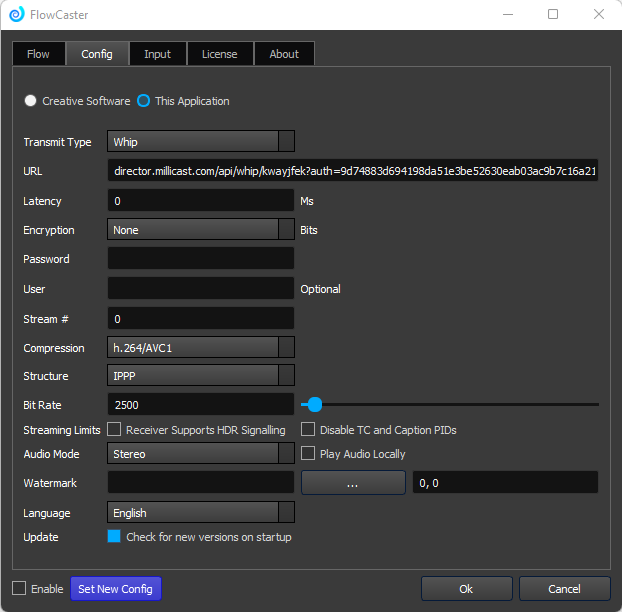 FlowCaster
Flow Config Input License About
Creative Software This Application
Transmit Type Whip
URL director.millicast.com/api/whip/kwayjfek?auth=9d74883d694198da51e3be52630eab03ac9b7c16a21
Latency 0 Ms
Encryption None Bits
Password
User Optional
Stream # 0
Compression h.264/AVC1
Structure IPPP
Bit Rate 2500
Streaming Limits Receiver Supports HDR Signalling Disable TC and Caption PIDs
Audio Mode Stereo Play Audio Locally
Watermark ... 0, 0
Language English
Update Check for new versions on startup
Enable Set New Config Ok Cancel